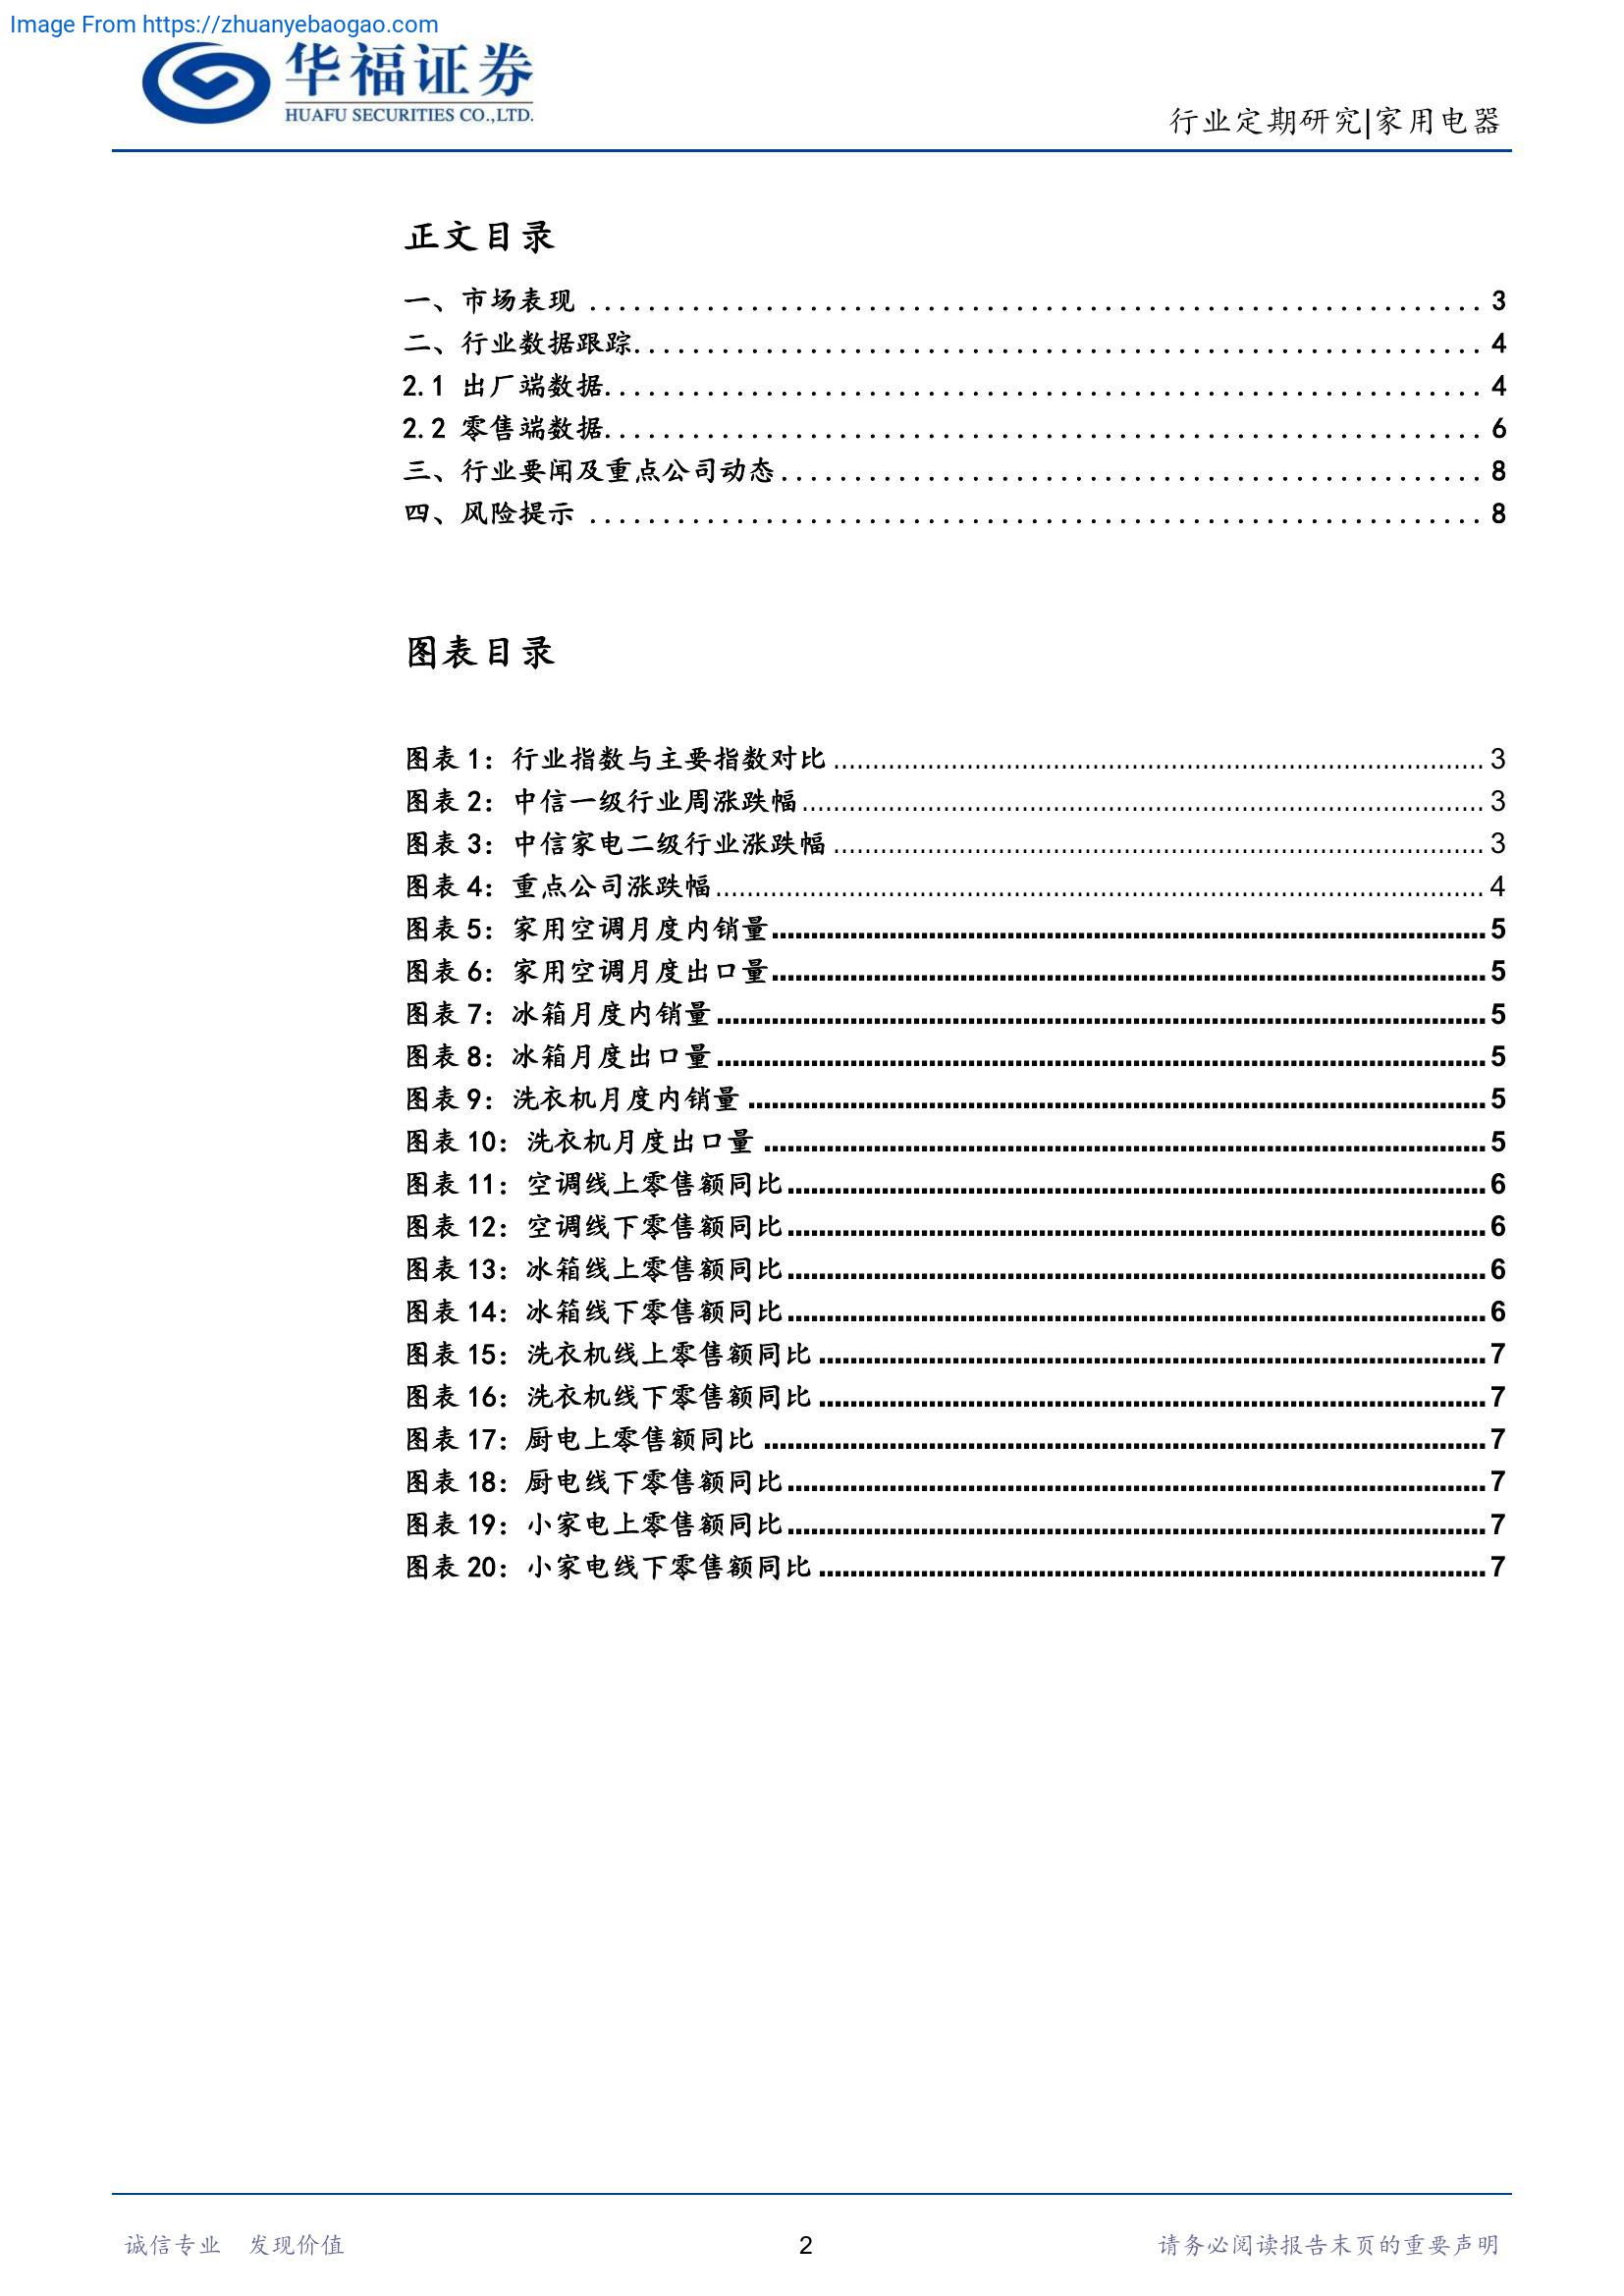 Image From https://zhuanyebaogao.com
华福证券
HUAFU SECURITIES CO.,LTD.
行业定期研究|家用电器
正文目录
一、市场表现 ............................................................. 3
二、行业数据跟踪.......................................................... 4
2.1 出厂端数据............................................................ 4
2.2 零售端数据............................................................ 6
三、行业要闻及重点公司动态................................................ 8
四、风险提示 ............................................................. 8
图表目录
图表 1：行业指数与主要指数对比 ........................................ 3
图表 2：中信一级行业周涨跌幅 ........................................ 3
图表 3：中信家电二级行业涨跌幅 ........................................ 3
图表 4：重点公司涨跌幅 ........................................ 4
图表 5：家用空调月度内销量 ........................................ 5
图表 6：家用空调月度出口量 ........................................ 5
图表 7：冰箱月度内销量 ........................................ 5
图表 8：冰箱月度出口量 ........................................ 5
图表 9：洗衣机月度内销量 ........................................ 5
图表 10：洗衣机月度出口量 ........................................ 5
图表 11：空调线上零售额同比 ........................................ 6
图表 12：空调线下零售额同比 ........................................ 6
图表 13：冰箱线上零售额同比 ........................................ 6
图表 14：冰箱线下零售额同比 ........................................ 6
图表 15：洗衣机线上零售额同比 ........................................ 7
图表 16：洗衣机线下零售额同比 ........................................ 7
图表 17：厨电上零售额同比 ........................................ 7
图表 18：厨电线下零售额同比 ........................................ 7
图表 19：小家电上零售额同比 ........................................ 7
图表 20：小家电线下零售额同比 ........................................ 7
诚信专业 发现价值
2
请务必阅读报告末页的重要声明